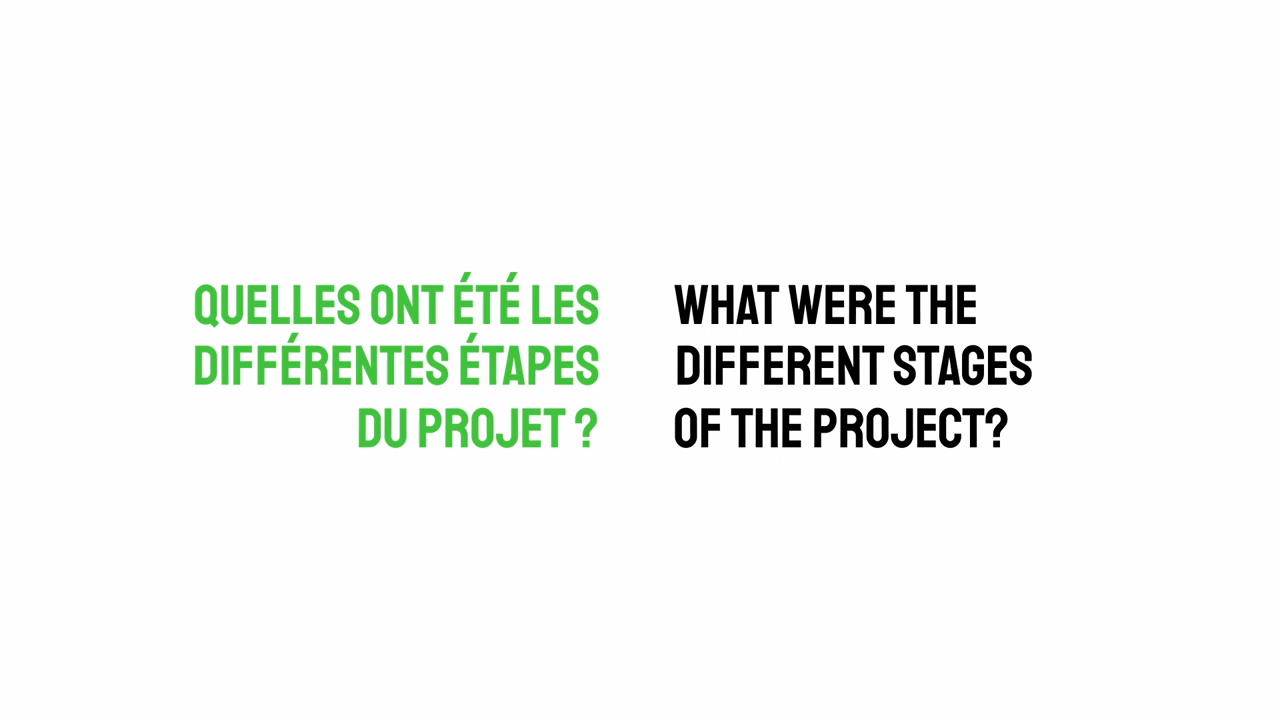 QUELLES ONT ÉTÉ LES
DIFFÉRENTES ÉTAPES
DU PROJET ?
WHAT WERE THE
DIFFERENT STAGES
OF THE PROJECT?